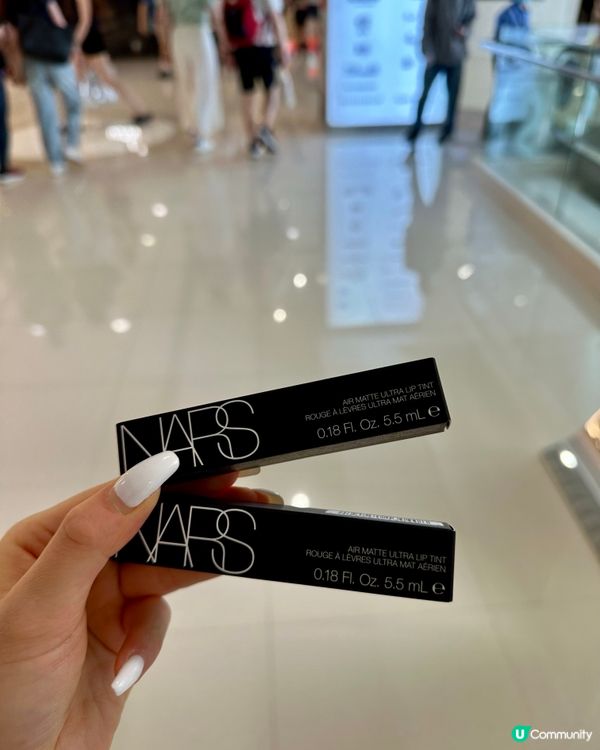 NARS
AIR MATTE ULTRA LIP TINT
ROUGE À LÈVRES ULTRA MAT AÉRIEN
0.18 Fl. Oz. 5.5 mL ℮
NARS
AIR MATTE ULTRA LIP TINT
ROUGE À LÈVRES ULTRA MAT AÉRIEN
0.18 Fl. Oz. 5.5 mL ℮
U Community